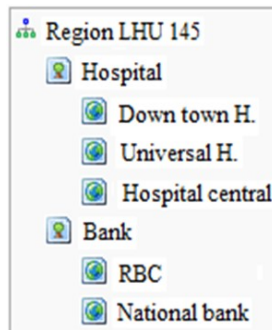 Region LHU 145
Hospital
Down town H.
Universal H.
Hospital central
Bank
RBC
National bank